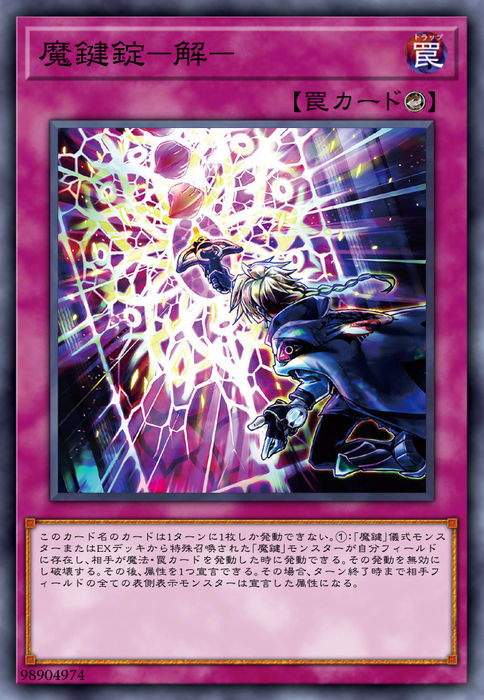 魔鍵錠－解－
トラップ
罠
【罠カード】
このカード名のカードは1ターンに1枚しか発動できない。①：「魔鍵」儀式モンス
ターまたはEXデッキから特殊召喚された「魔鍵」モンスターが自分フィールド
に存在し、相手が魔法・罠カードを発動した時に発動できる。その発動を無効に
し破壊する。その後、属性を1つ宣言できる。その場合、ターン終了時まで相手フ
ィールドの全ての表側表示モンスターは宣言した属性になる。
98904974